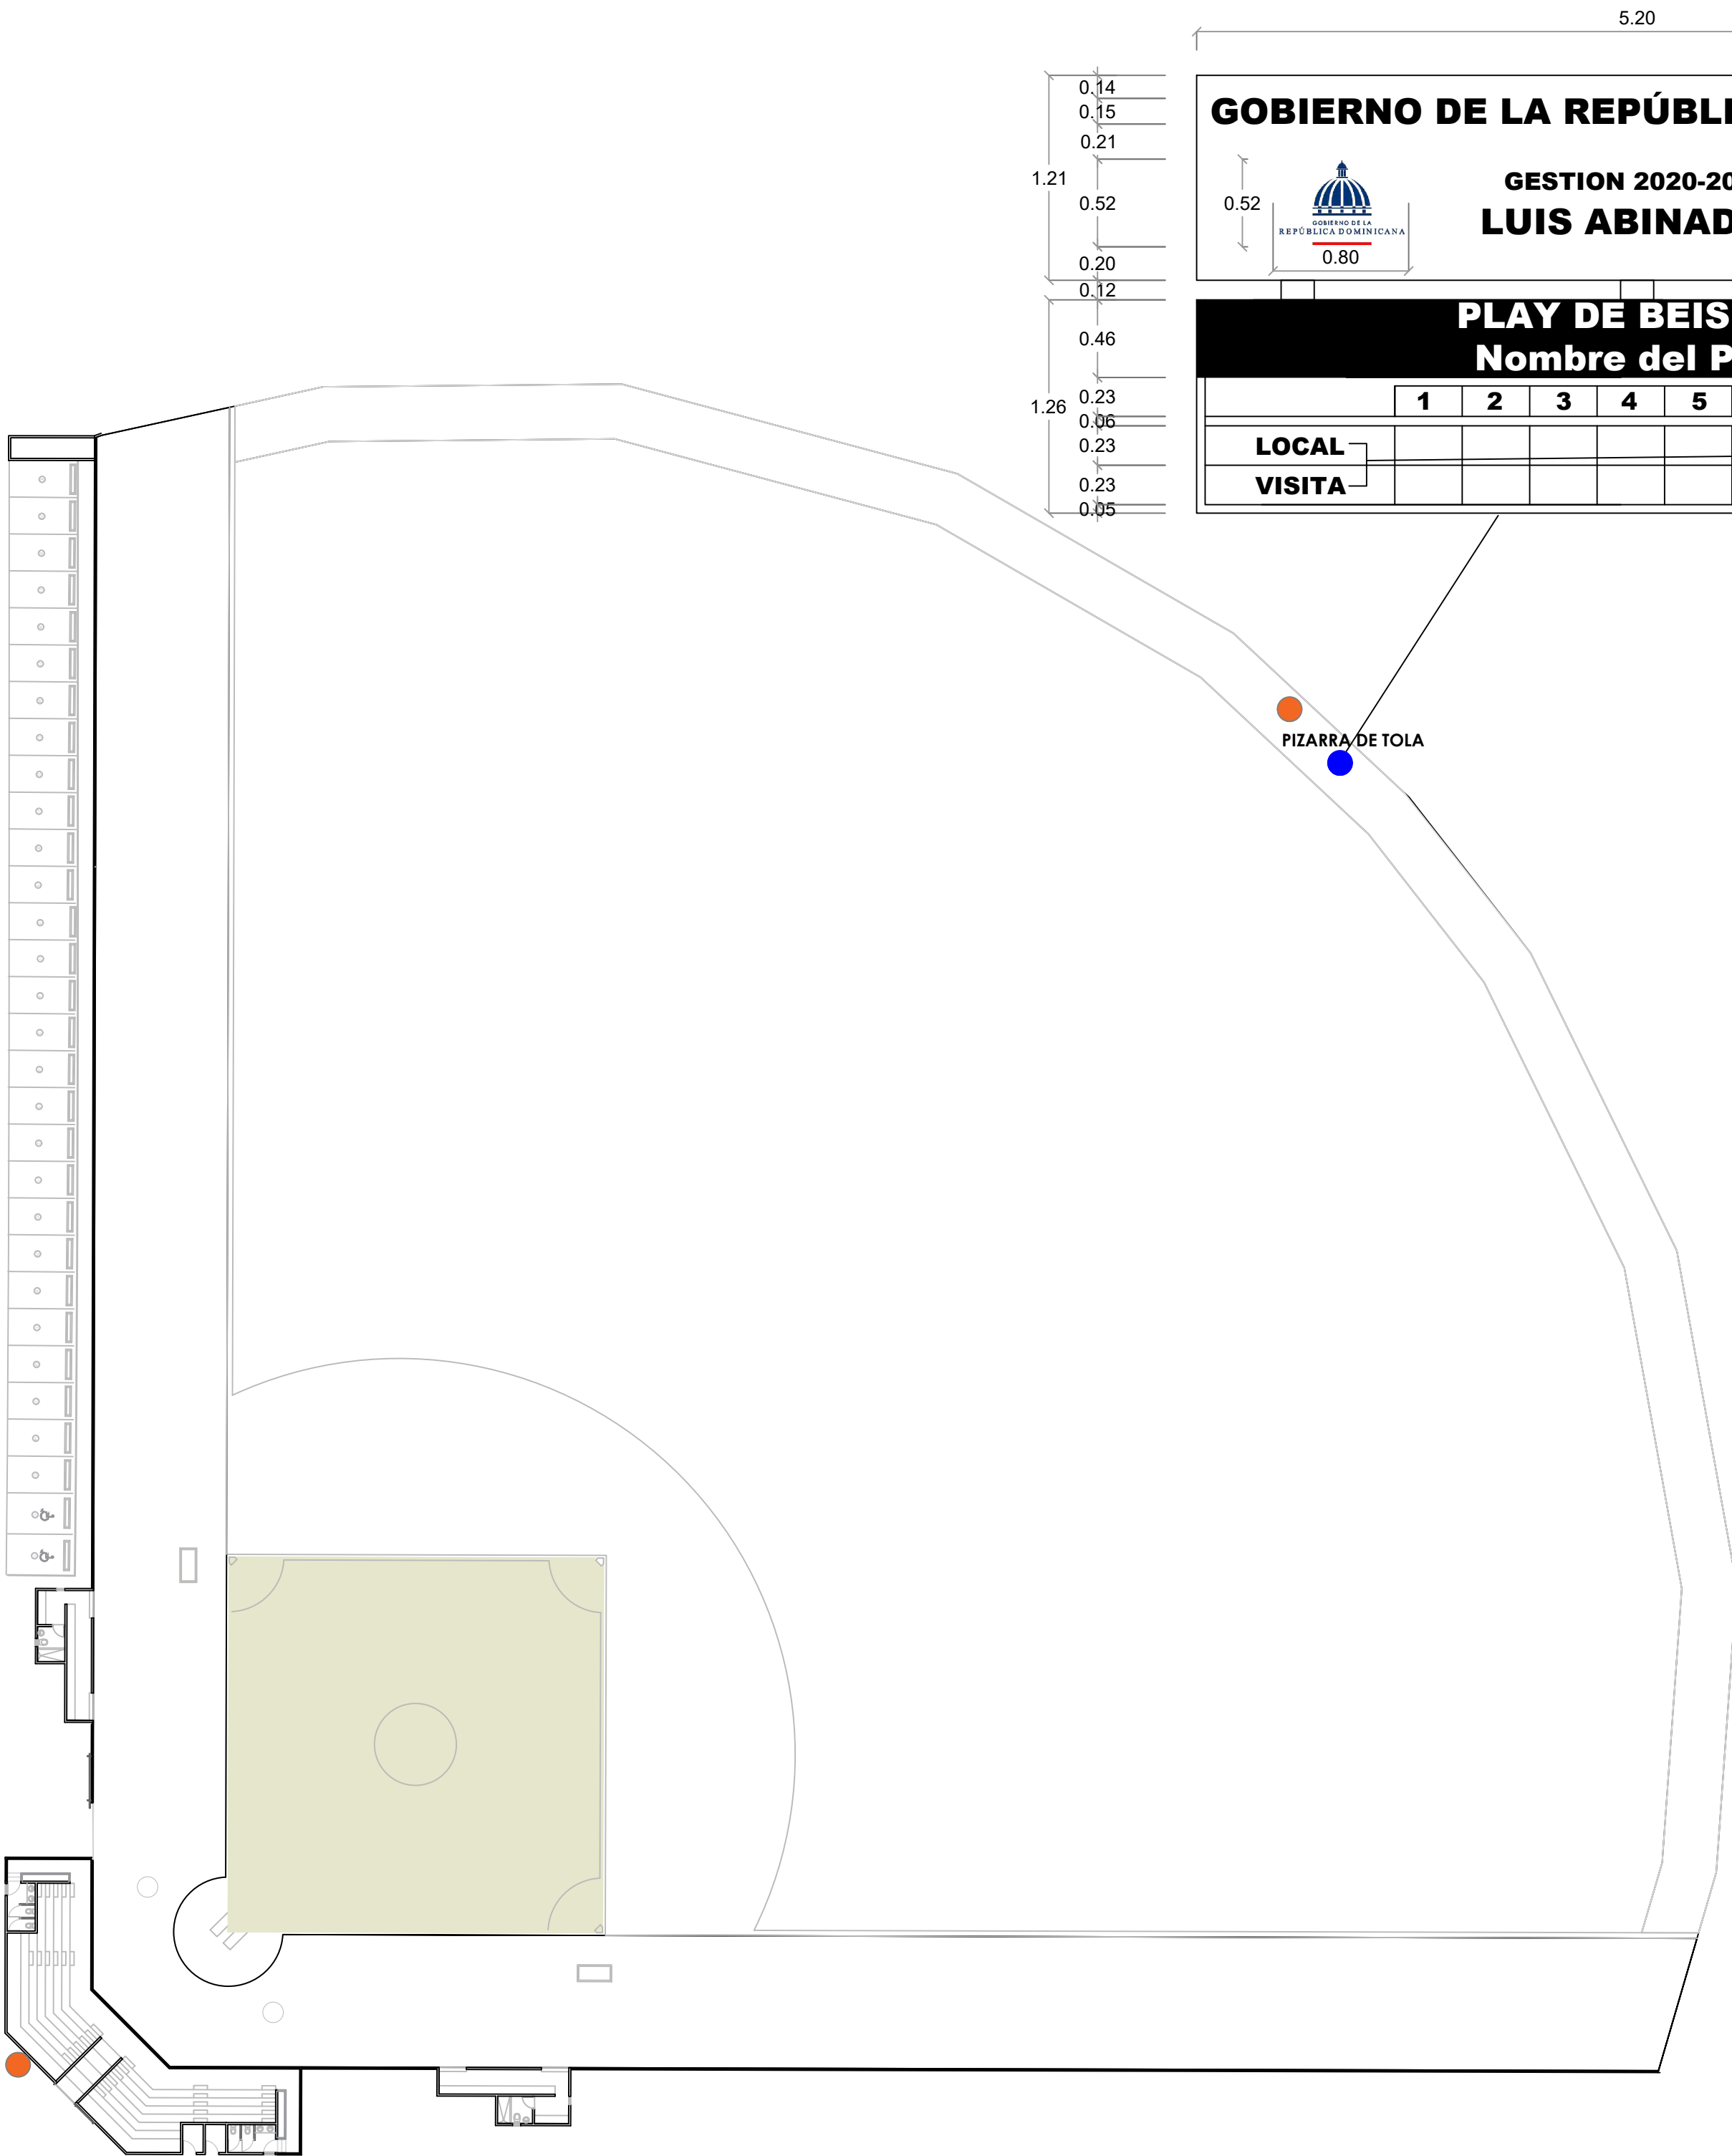 5.20
0.14
0.15
0.21
1.21
0.52
0.20
0.12
0.46
0.23
1.26
0.06
0.23
0.23
0.05
GOBIERNO DE LA REPÚBLI
0.52
GOBIERNO DE LA
REPÚBLICA DOMINICANA
0.80
GESTION 2020-20
LUIS ABINAD
PLAY DE BEIS
Nombre del P
1 2 3 4 5
LOCAL
VISITA
PIZARRA DE TOLA